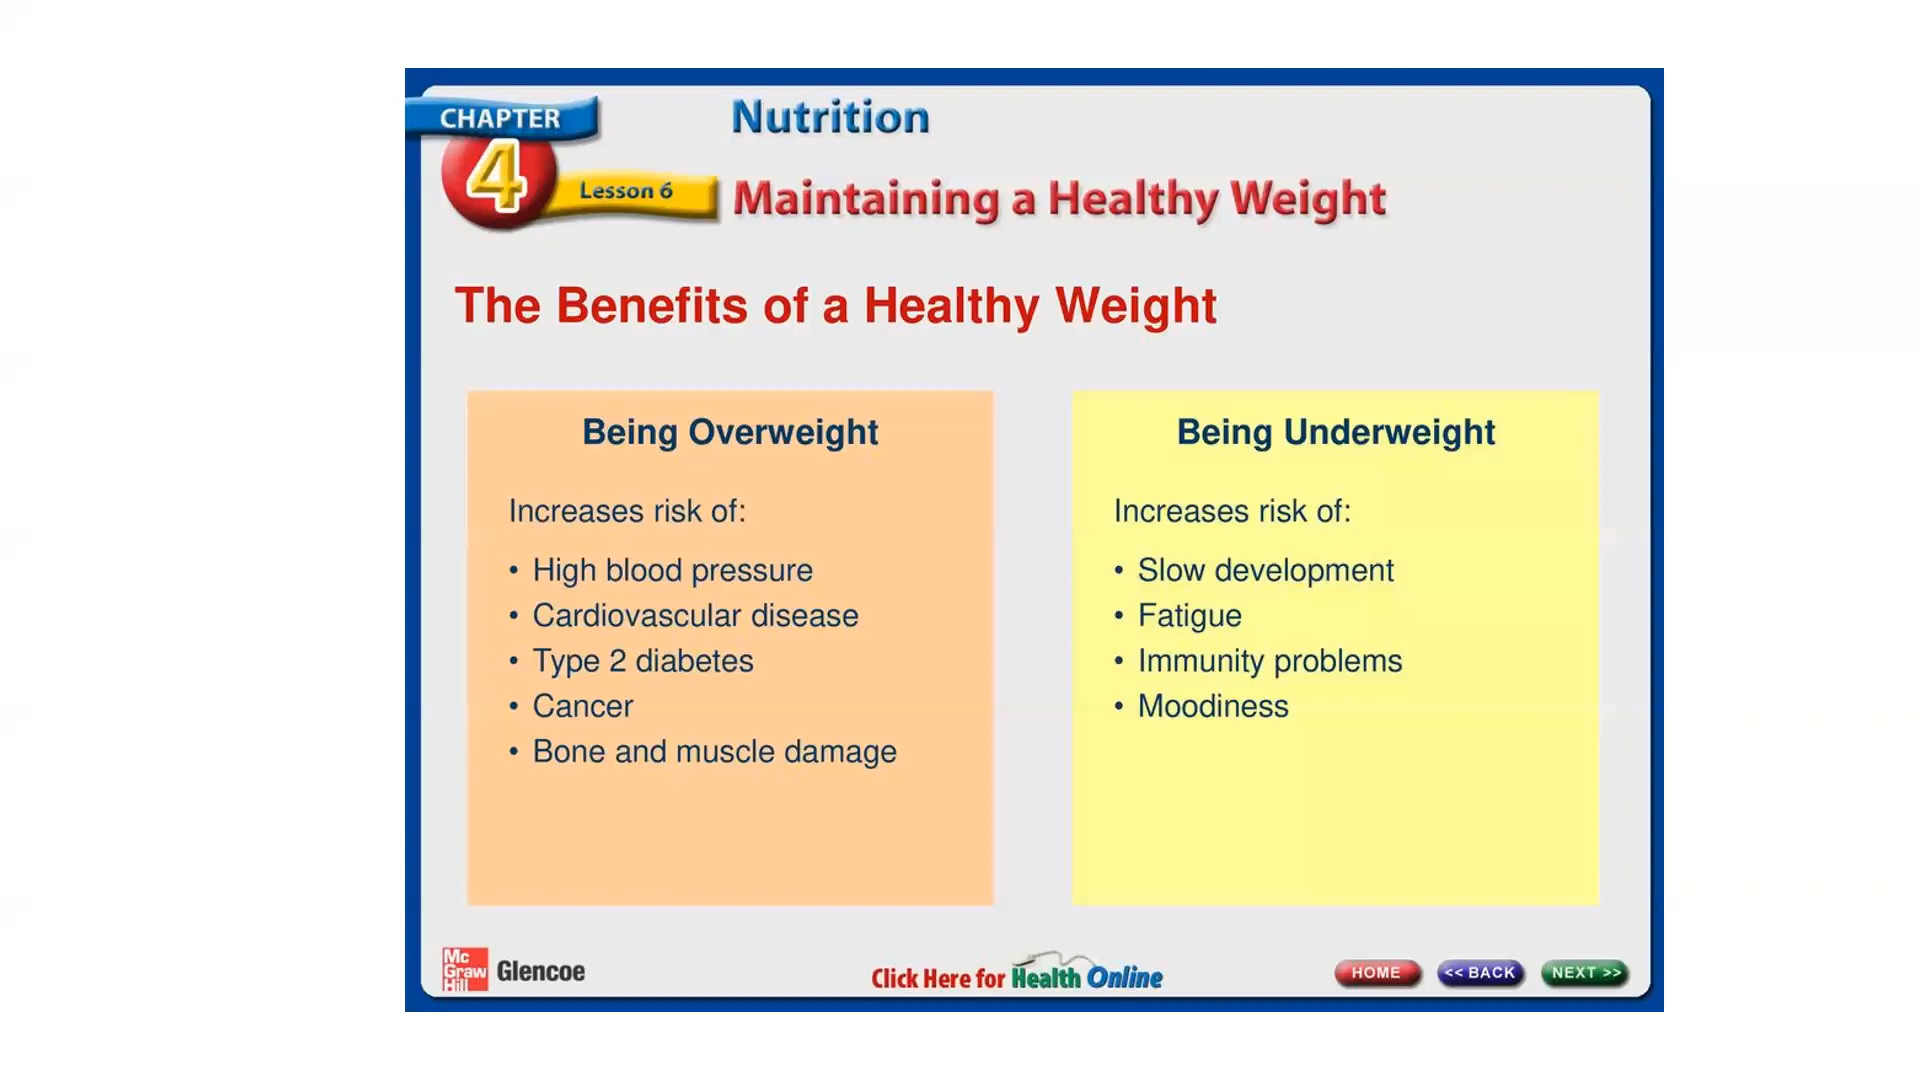 CHAPTER
4
Lesson 6
Nutrition
Maintaining a Healthy Weight
The Benefits of a Healthy Weight
Being Overweight
Increases risk of:
• High blood pressure
• Cardiovascular disease
• Type 2 diabetes
• Cancer
• Bone and muscle damage
Being Underweight
Increases risk of:
• Slow development
• Fatigue
• Immunity problems
• Moodiness
Mc
Graw
Hill
Glencoe
Click Here for Health Online
HOME
<< BACK
NEXT >>